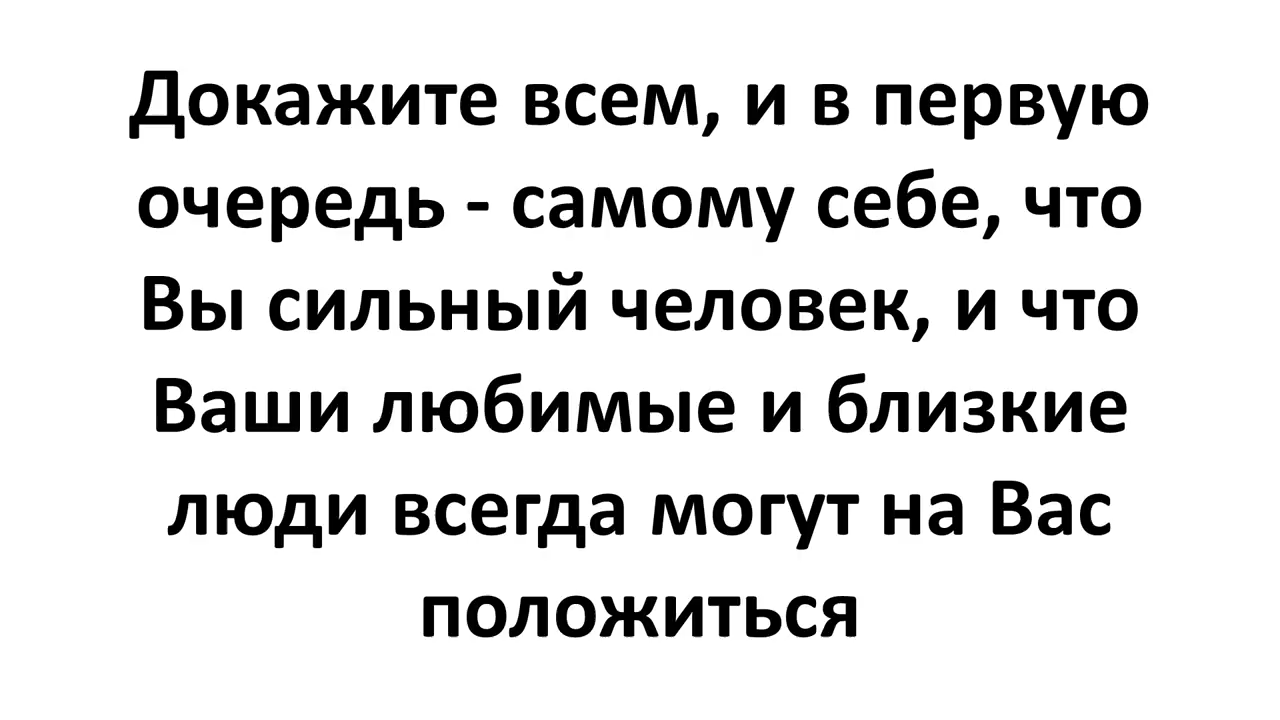 Докажите всем, и в первую
очередь - самому себе, что
Вы сильный человек, и что
Ваши любимые и близкие
люди всегда могут на Вас
положиться